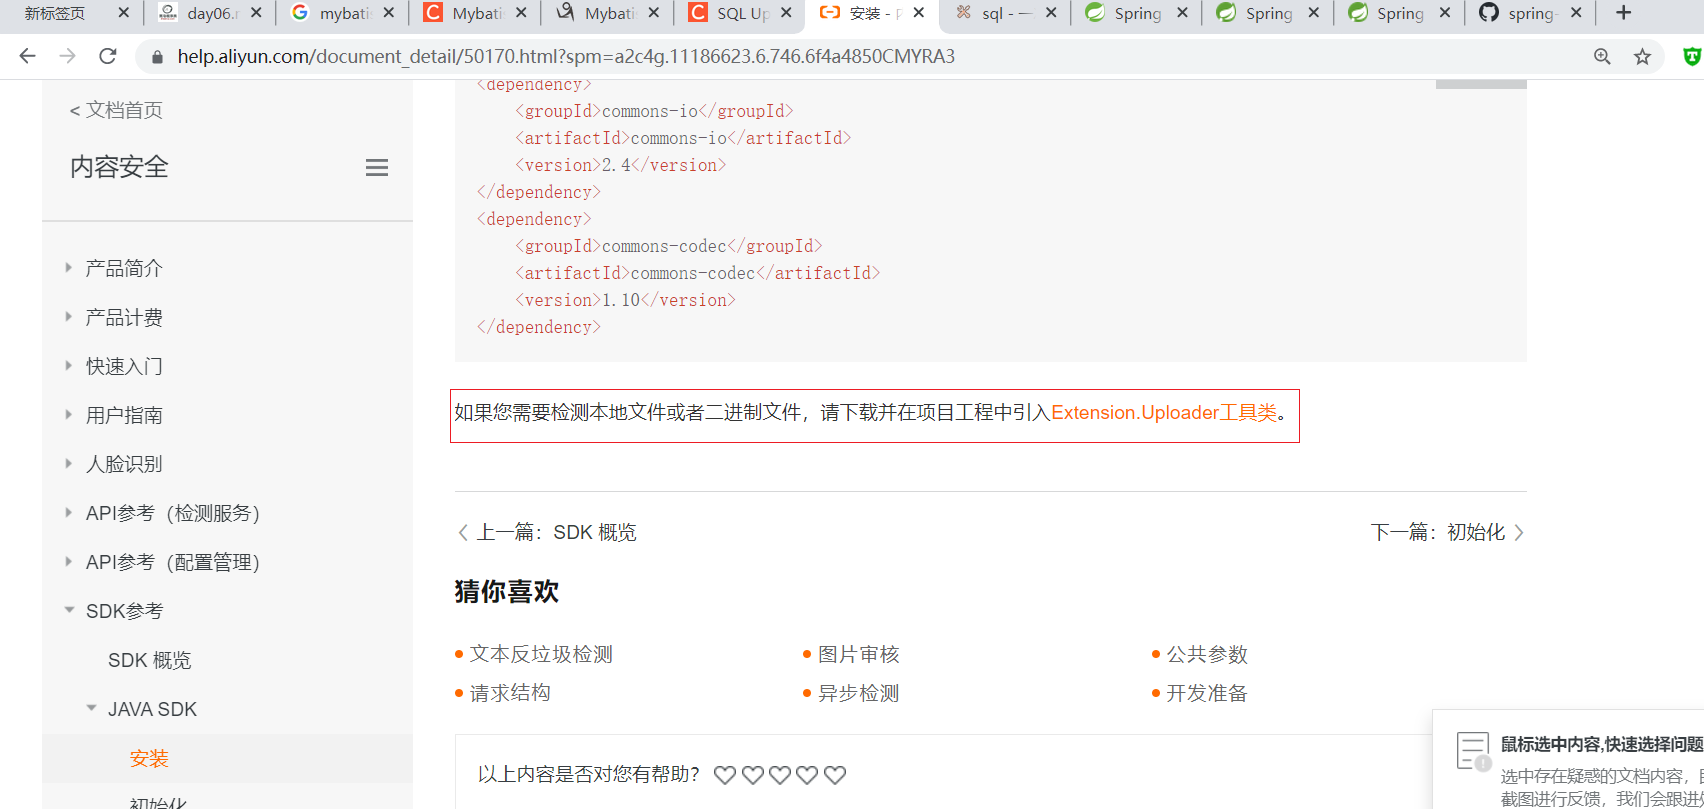 新标签页
day06.r
mybatis
Mybatis
Mybatis
SQL Up
安装 - P
sql - 一
Spring
Spring
Spring
spring-
help.aliyun.com/document_detail/50170.html?spm=a2c4g.11186623.6.746.6f4a4850CMYRA3
< 文档首页
内容安全
产品简介
产品计费
快速入门
用户指南
人脸识别
API参考（检测服务）
API参考（配置管理）
SDK参考
SDK 概览
JAVA SDK
安装
初始化
<dependency>
<groupId>commons-io</groupId>
<artifactId>commons-io</artifactId>
<version>2.4</version>
</dependency>
<dependency>
<groupId>commons-codec</groupId>
<artifactId>commons-codec</artifactId>
<version>1.10</version>
</dependency>
如果您需要检测本地文件或者二进制文件，请下载并在项目工程中引入Extension.Uploader工具类。
上一篇：SDK 概览
下一篇：初始化
猜你喜欢
文本反垃圾检测
图片审核
公共参数
请求结构
异步检测
开发准备
以上内容是否对您有帮助？
鼠标选中内容,快速选择问题
选中存在疑惑的文档内容，
截图进行反馈，我们会跟进